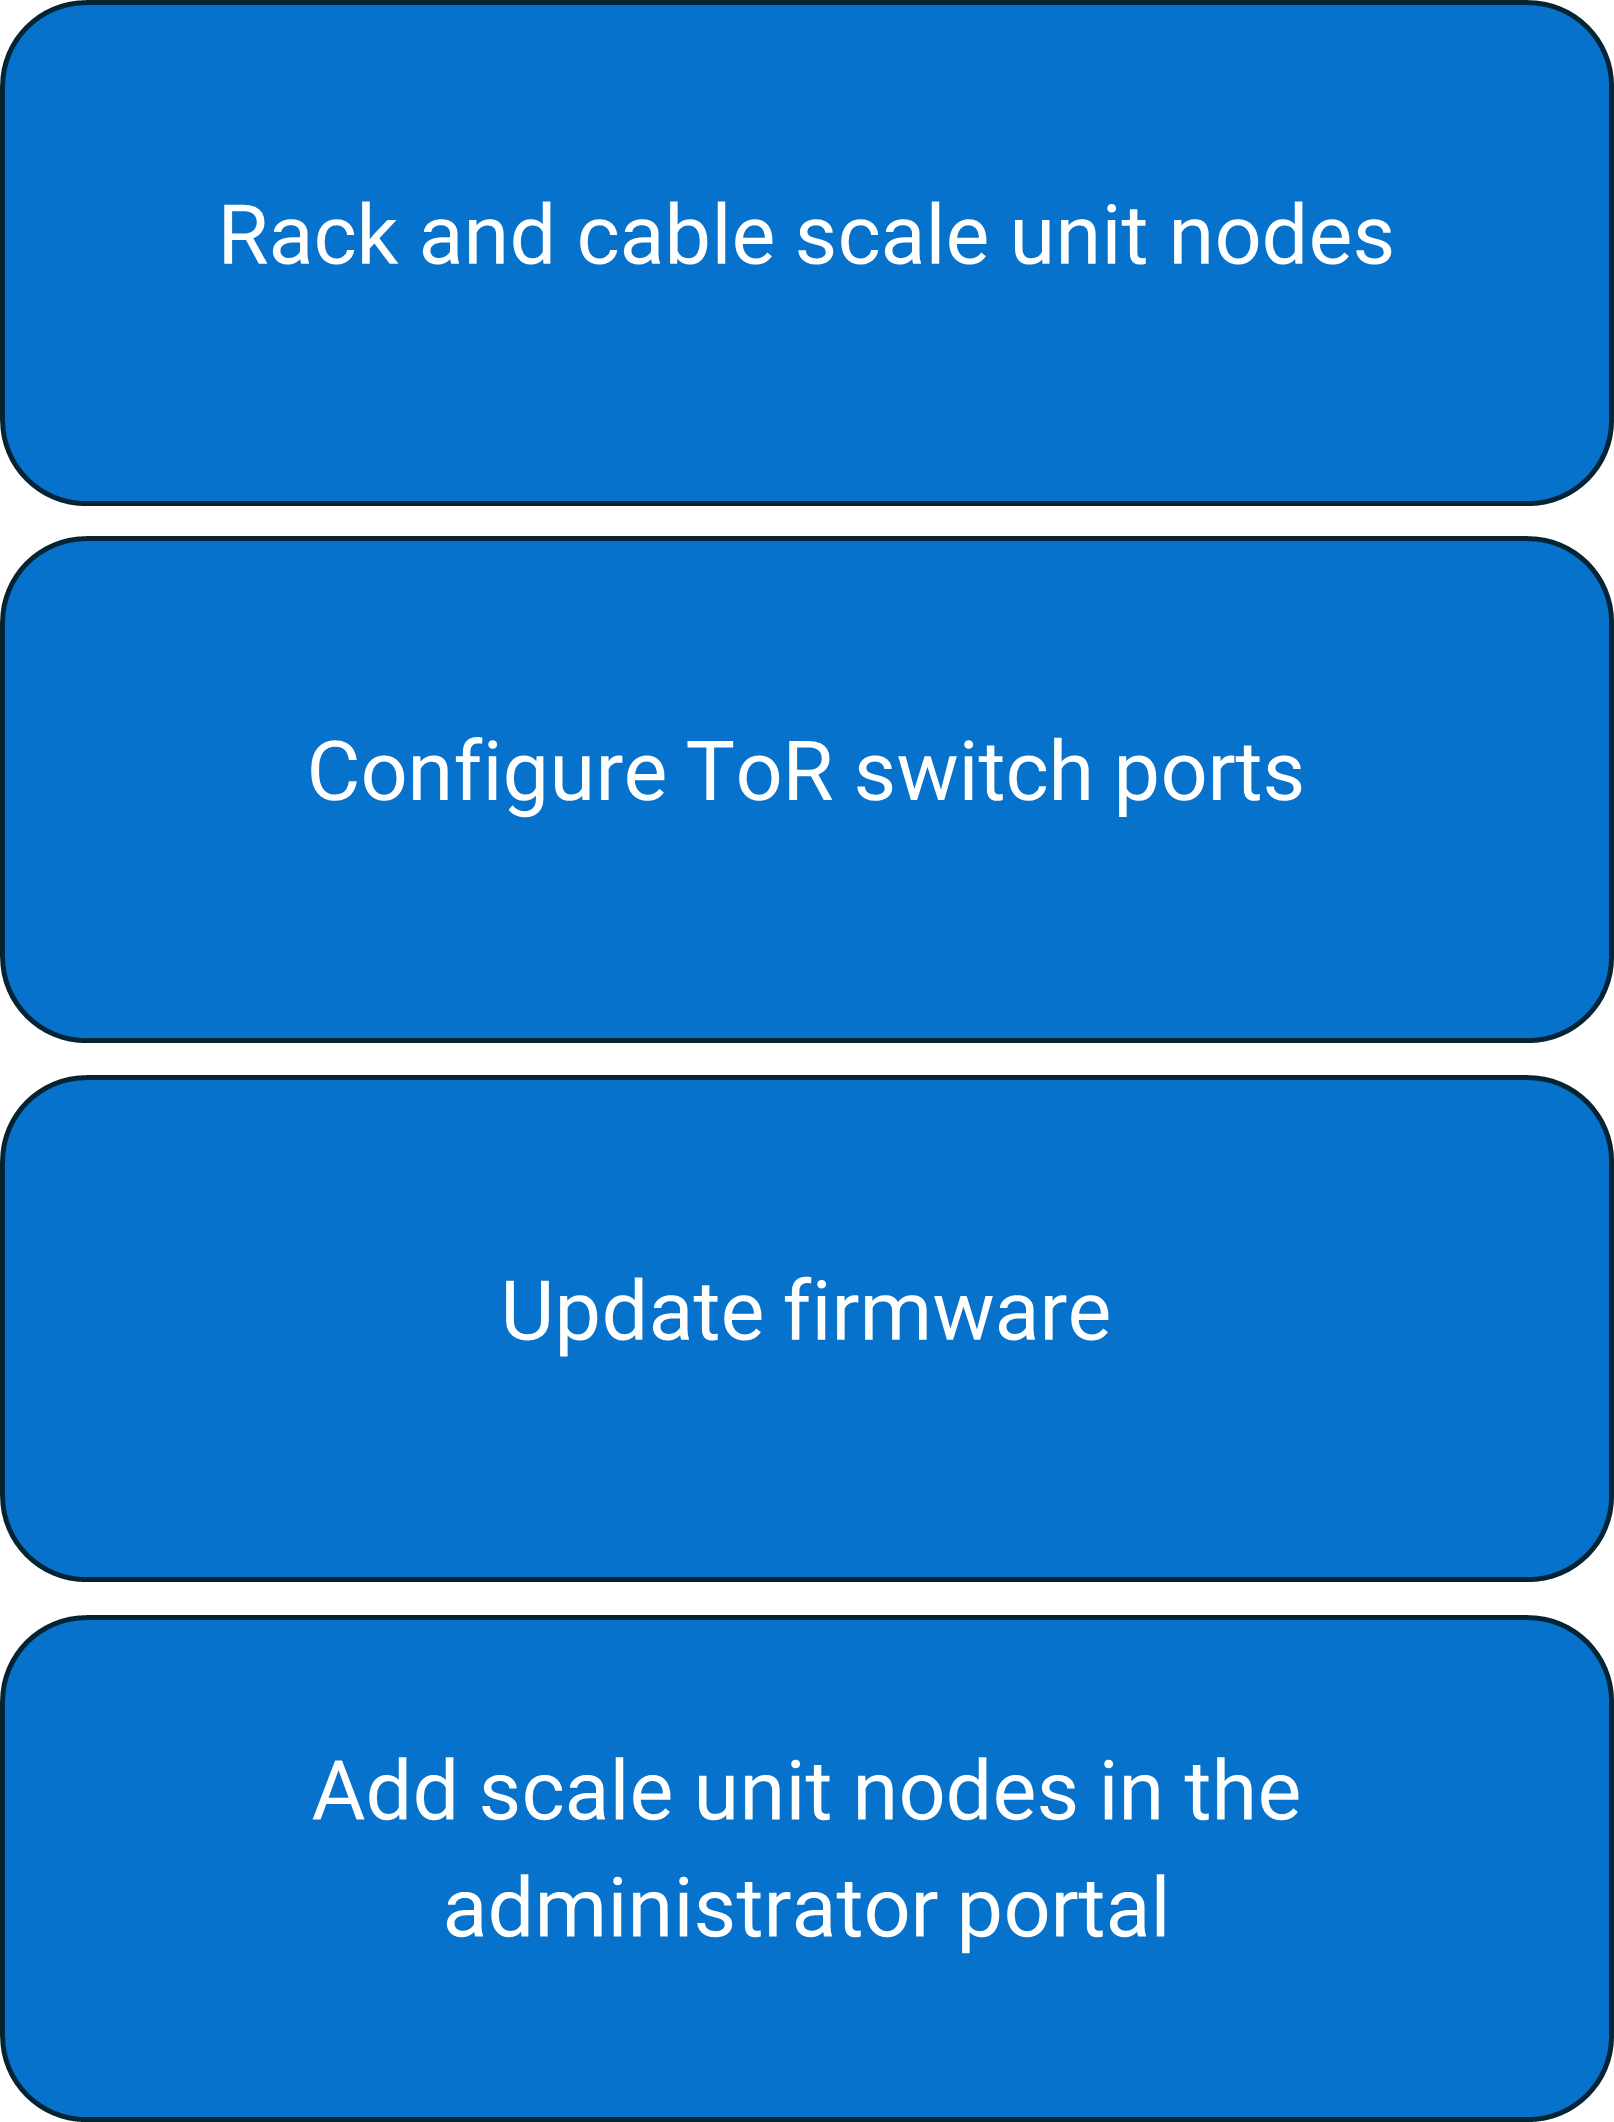 Rack and cable scale unit nodes
Configure ToR switch ports
Update firmware
Add scale unit nodes in the
administrator portal